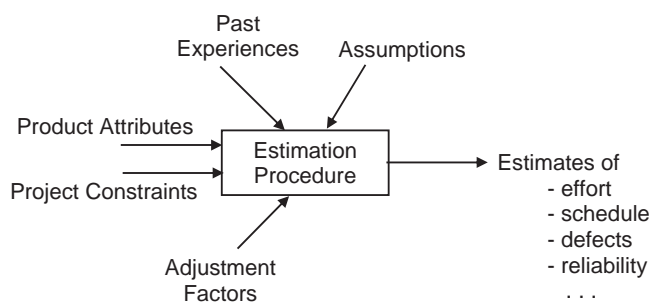 Past
Experiences
Assumptions
Product Attributes
Project Constraints
Estimation
Procedure
Adjustment
Factors
Estimates of
- effort
- schedule
- defects
- reliability
. . .